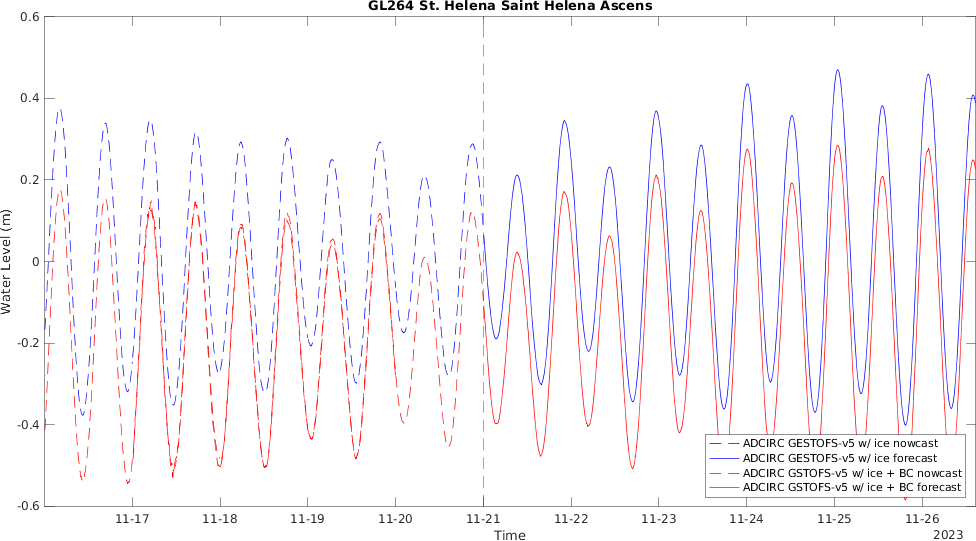 GL264 St. Helena Saint Helena Ascens
0.6
0.4
0.2
0
-0.2
-0.4
-0.6
Water Level (m)
11-17
11-18
11-19
11-20
11-21
11-22
11-23
11-24
11-25
11-26
Time
2023
ADCIRC GESTOFS-v5 w/ ice nowcast
ADCIRC GESTOFS-v5 w/ ice forecast
ADCIRC GSTOFS-v5 w/ ice + BC nowcast
ADCIRC GSTOFS-v5 w/ ice + BC forecast